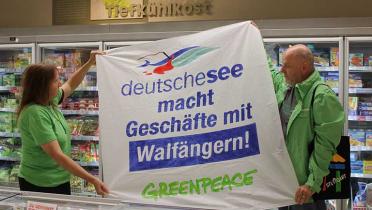 Tiefkühlkost
deutschesee
macht
Geschäfte mit
Walfängern!
GREENPEACE